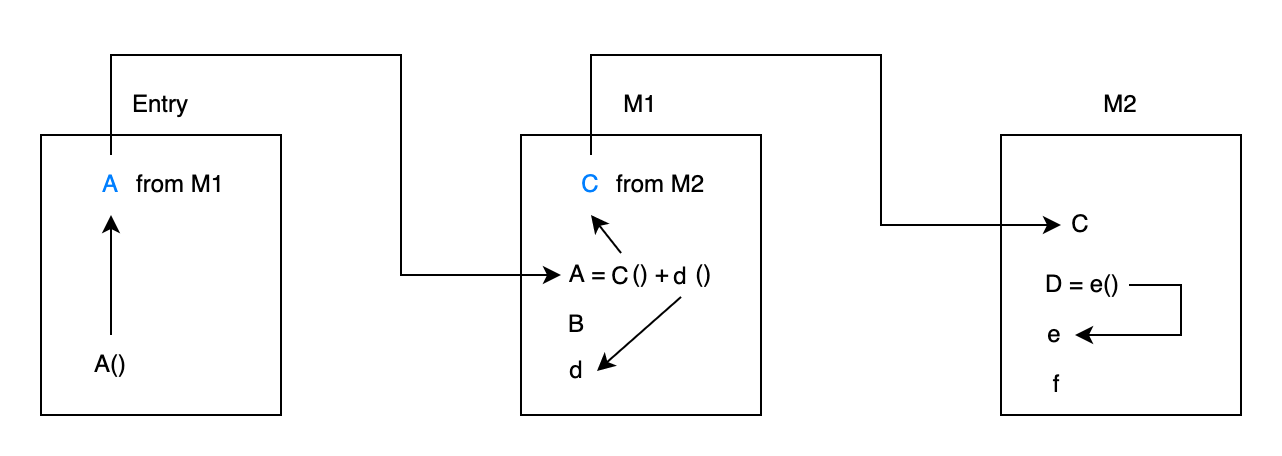 Entry
A from M1
A()
M1
C from M2
A = C () + d ()
B
d
M2
C
D = e()
e
f